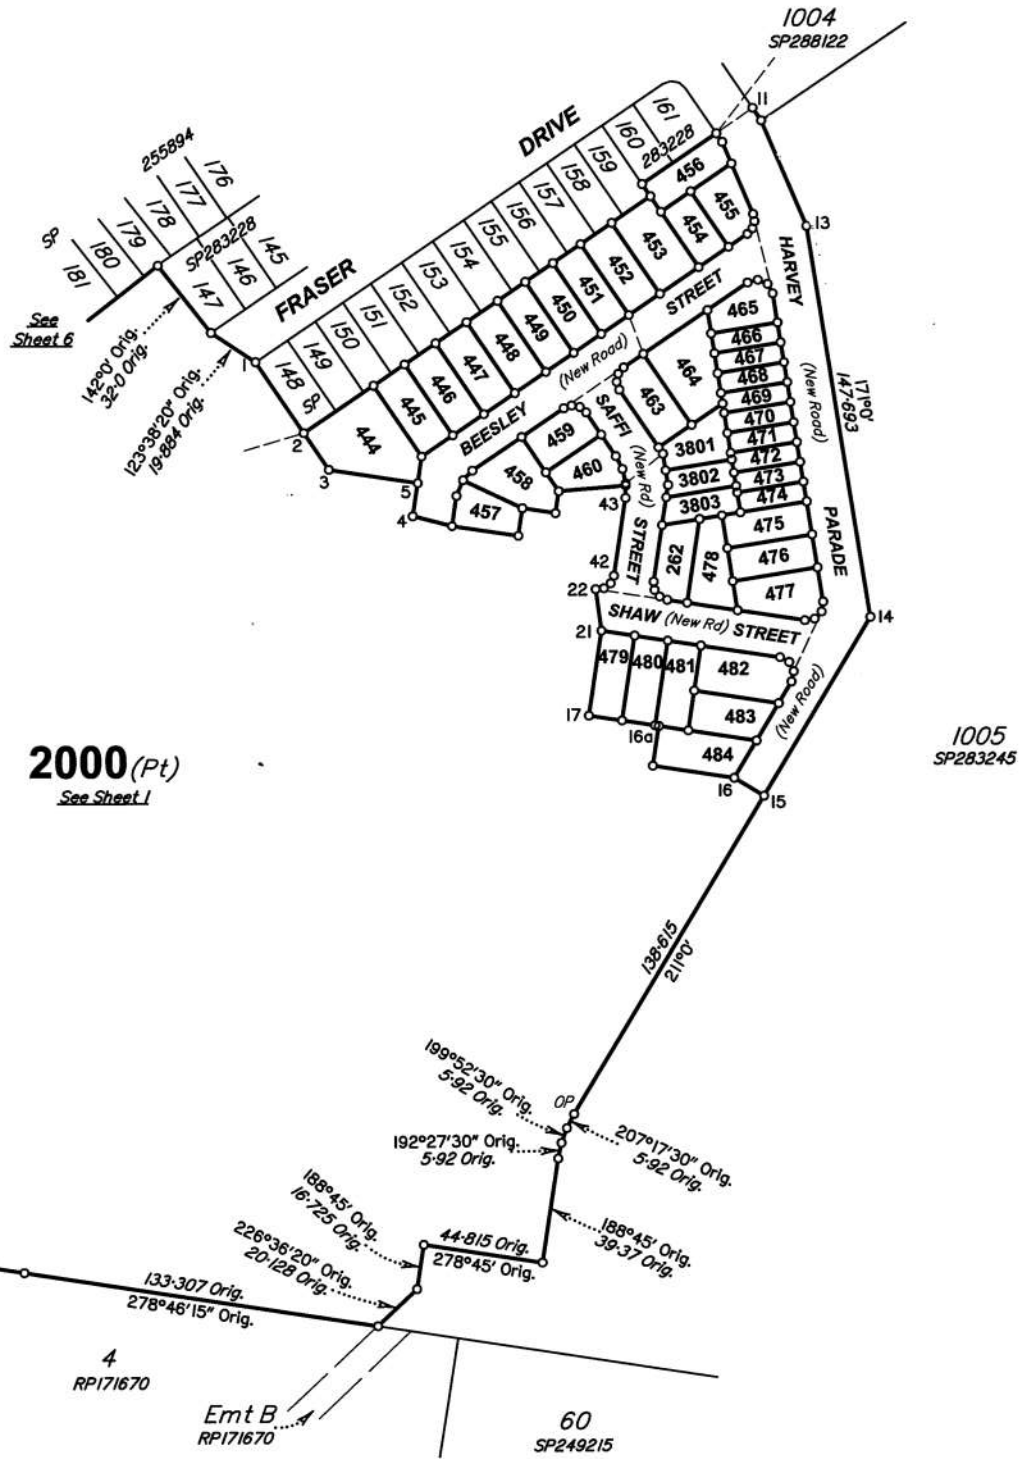 1004
SP288122
11
161
160
283228
159
158
157
156
155
154
153
152
151
150
149
148
SP
DRIVE
FRASER
255894
176
177
178
179
180
181
SP
SP283228
145
146
147
See
Sheet 6
142°0' Orig.
32·0 Orig.
123°38'20" Orig.
19·884 Orig.
1
2
3
4
5
456
455
454
453
452
451
450
449
448
447
446
445
444
13
HARVEY
PARADE
(New Road)
171°0'
147·693
BEESLEY
(New Road)
STREET
465
466
467
468
469
470
471
472
473
474
475
476
477
464
463
3801
3802
3803
262
478
SAFFI
(New Rd)
STREET
459
460
458
457
43
42
22
21
SHAW (New Rd) STREET
14
(New Road)
479
480
481
482
483
484
17
16a
16
15
2000 (Pt)
See Sheet 1
1005
SP283245
138·615
211°0'
OP
199°52'30" Orig.
5·92 Orig.
207°17'30" Orig.
5·92 Orig.
192°27'30" Orig.
5·92 Orig.
188°45' Orig.
39·37 Orig.
188°45' Orig.
16·725 Orig.
44·815 Orig.
278°45' Orig.
226°36'20" Orig.
20·128 Orig.
133·307 Orig.
278°46'15" Orig.
4
RP171670
Emt B
RP171670
60
SP249215